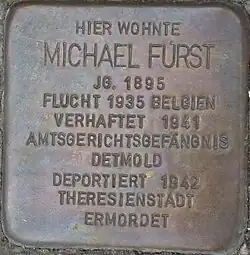 HIER WOHNTE
MICHAEL FÜRST
JG. 1895
FLUCHT 1935 BELGIEN
VERHAFTET 1941
AMTSGERICHTSGEFÄNGNIS
DETMOLD
DEPORTIERT 1942
THERESIENSTADT
ERMORDET